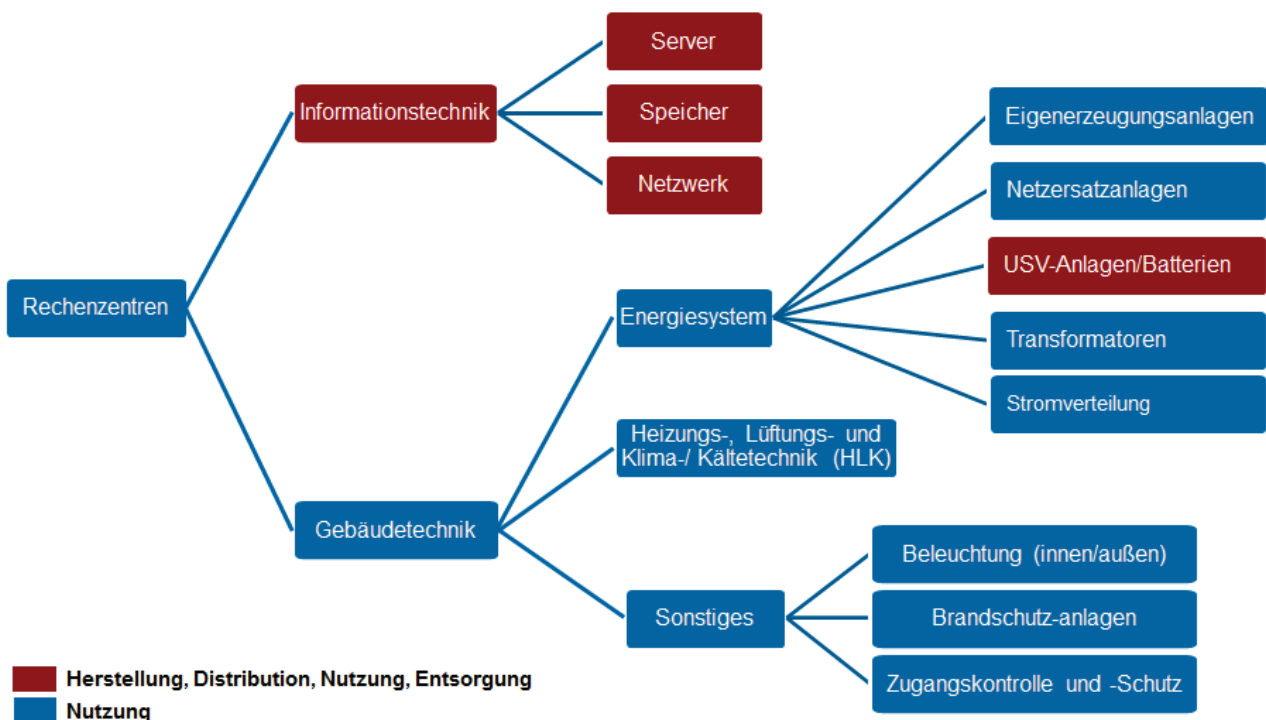 Server
Informationstechnik
Speicher
Netzwerk
Eigenerzeugungsanlagen
Netzersatzanlagen
USV-Anlagen/Batterien
Rechenzentren
Energiesystem
Transformatoren
Stromverteilung
Heizungs-, Lüftungs- und
Klima-/ Kältetechnik (HLK)
Gebäudetechnik
Sonstiges
Beleuchtung (innen/außen)
Brandschutz-anlagen
Zugangskontrolle und -Schutz
Herstellung, Distribution, Nutzung, Entsorgung
Nutzung